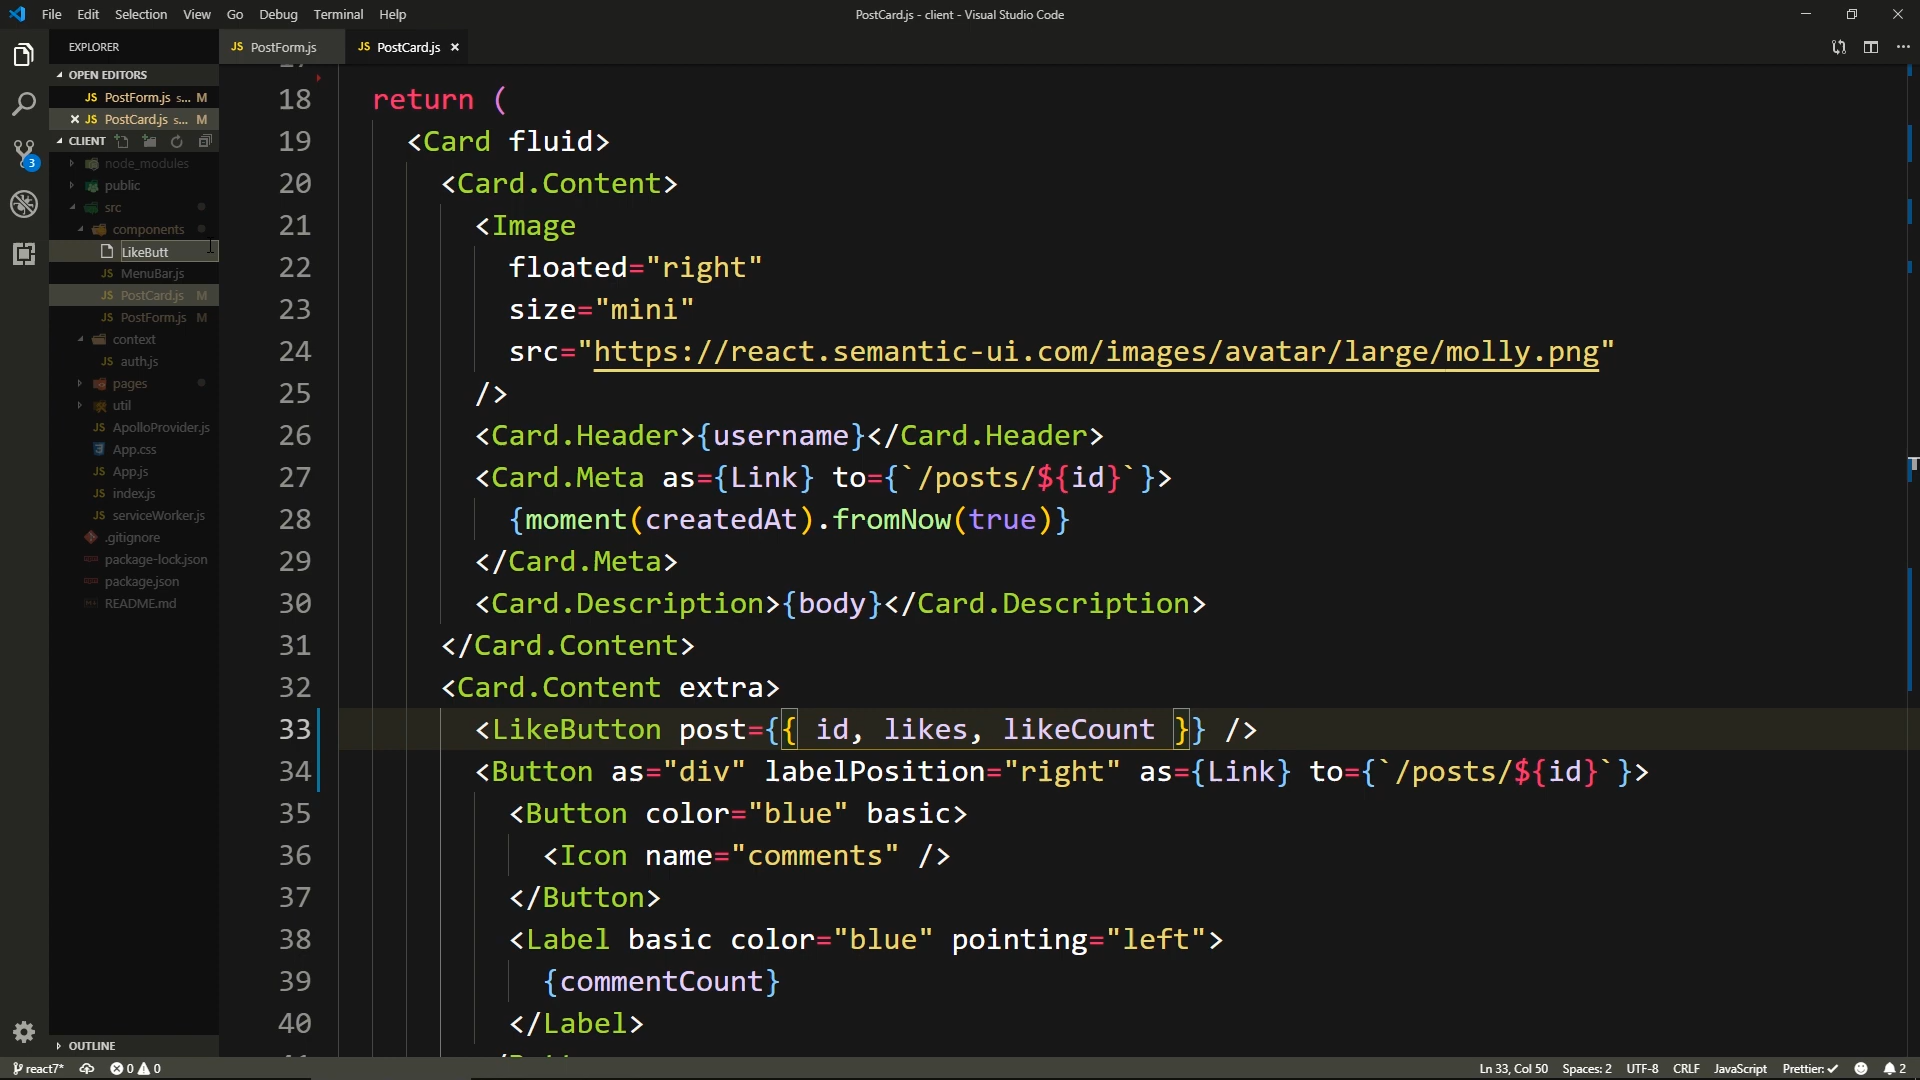 File Edit Selection View Go Debug Terminal Help
PostCard.js - client - Visual Studio Code
EXPLORER
JS PostForm.js
JS PostCard.js ×
OPEN EDITORS
JS PostForm.js s... M
× JS PostCard.js s... M
CLIENT
node_modules
public
src
components
LikeButt
JS MenuBar.js
JS PostCard.js M
JS PostForm.js M
context
JS auth.js
pages
util
JS ApolloProvider.js
App.css
JS App.js
JS index.js
JS serviceWorker.js
.gitignore
package-lock.json
package.json
README.md
OUTLINE
18 return (
19 <Card fluid>
20 <Card.Content>
21 <Image
22 floated="right"
23 size="mini"
24 src="https://react.semantic-ui.com/images/avatar/large/molly.png"
25 />
26 <Card.Header>{username}</Card.Header>
27 <Card.Meta as={Link} to={`/posts/${id}`}>
28 {moment(createdAt).fromNow(true)}
29 </Card.Meta>
30 <Card.Description>{body}</Card.Description>
31 </Card.Content>
32 <Card.Content extra>
33 <LikeButton post={{ id, likes, likeCount }} />
34 <Button as="div" labelPosition="right" as={Link} to={`/posts/${id}`}>
35 <Button color="blue" basic>
36 <Icon name="comments" />
37 </Button>
38 <Label basic color="blue" pointing="left">
39 {commentCount}
40 </Label>
3
react7* 0 0
Ln 33, Col 50 Spaces: 2 UTF-8 CRLF JavaScript Prettier: ✓ 2